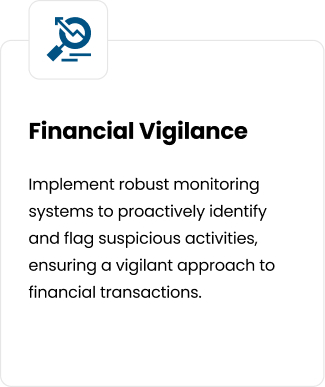 Financial Vigilance
Implement robust monitoring
systems to proactively identify
and flag suspicious activities,
ensuring a vigilant approach to
financial transactions.